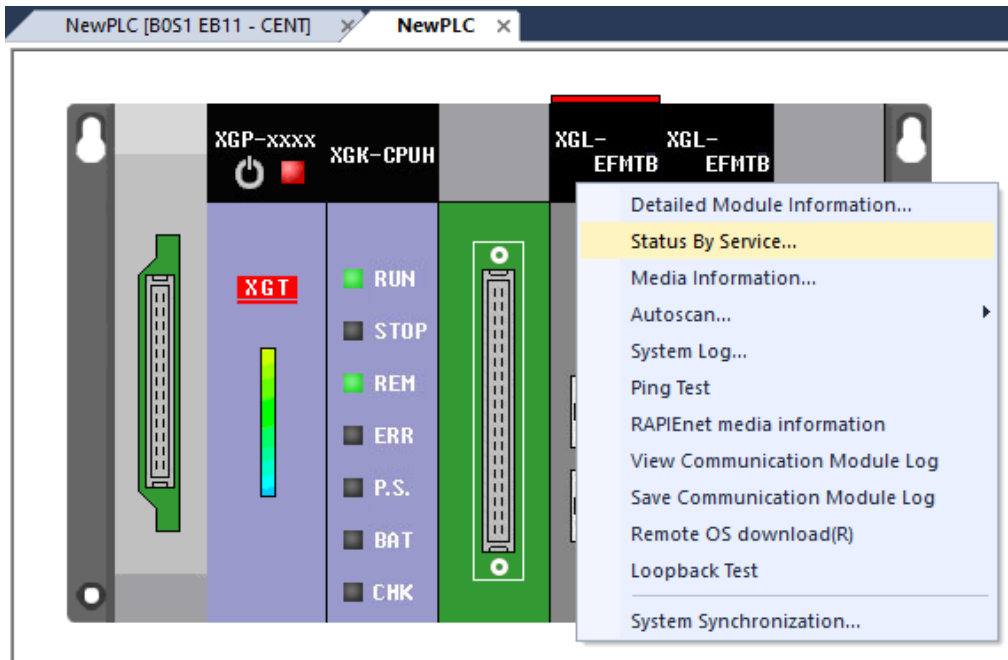 NewPLC [B0S1 EB11 - CENT]
NewPLC
XGP-xxxx
XGK-CPUH
XGL-
EFMTB
XGL-
EFMTB
XGT
RUN
STOP
REM
ERR
P.S.
BAT
CHK
Detailed Module Information...
Status By Service...
Media Information...
Autoscan...
System Log...
Ping Test
RAPIEnet media information
View Communication Module Log
Save Communication Module Log
Remote OS download(R)
Loopback Test
System Synchronization...